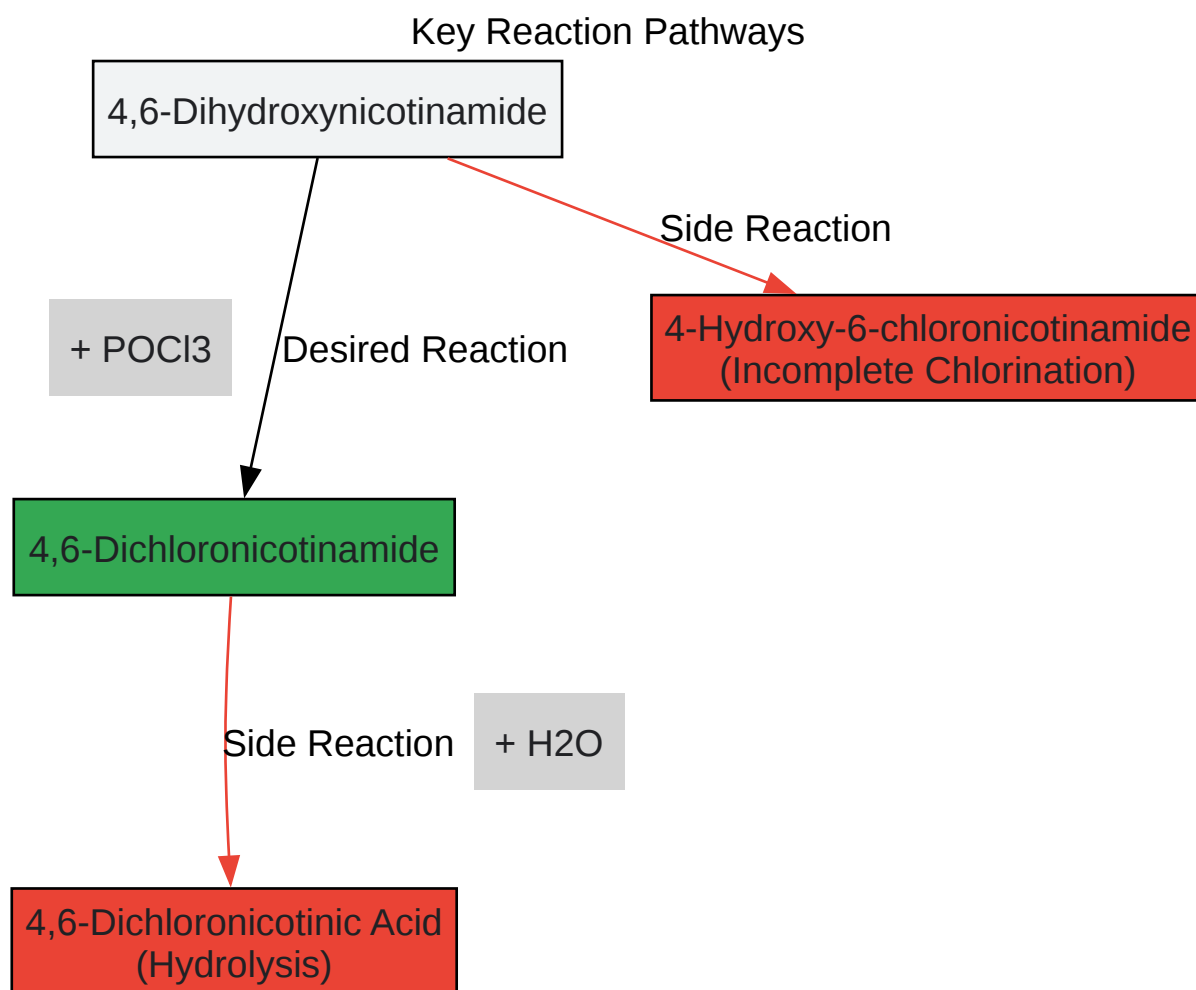 Key Reaction Pathways
4,6-Dihydroxynicotinamide
Side Reaction
4-Hydroxy-6-chloronicotinamide
(Incomplete Chlorination)
+ POCl3
Desired Reaction
4,6-Dichloronicotinamide
Side Reaction
+ H2O
4,6-Dichloronicotinic Acid
(Hydrolysis)